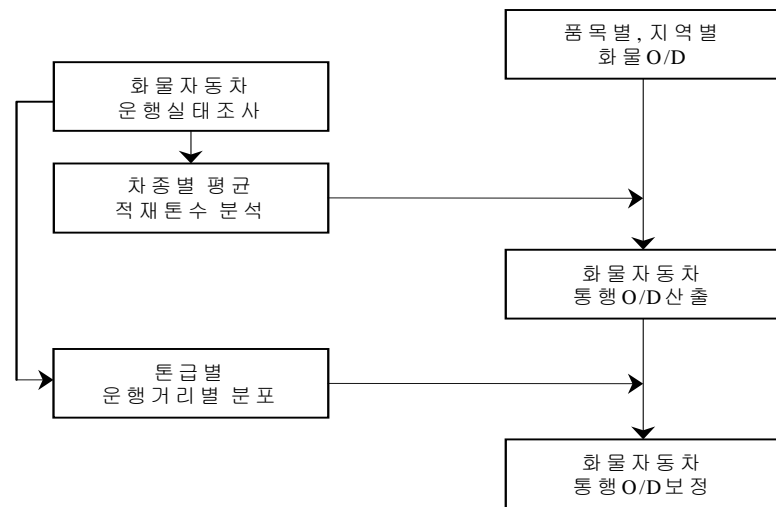 품목별, 지역별
화물O/D
화물자동차
운행실태조사
차종별 평균
적재톤수 분석
화물자동차
통행O/D산출
톤급별
운행거리별 분포
화물자동차
통행O/D보정